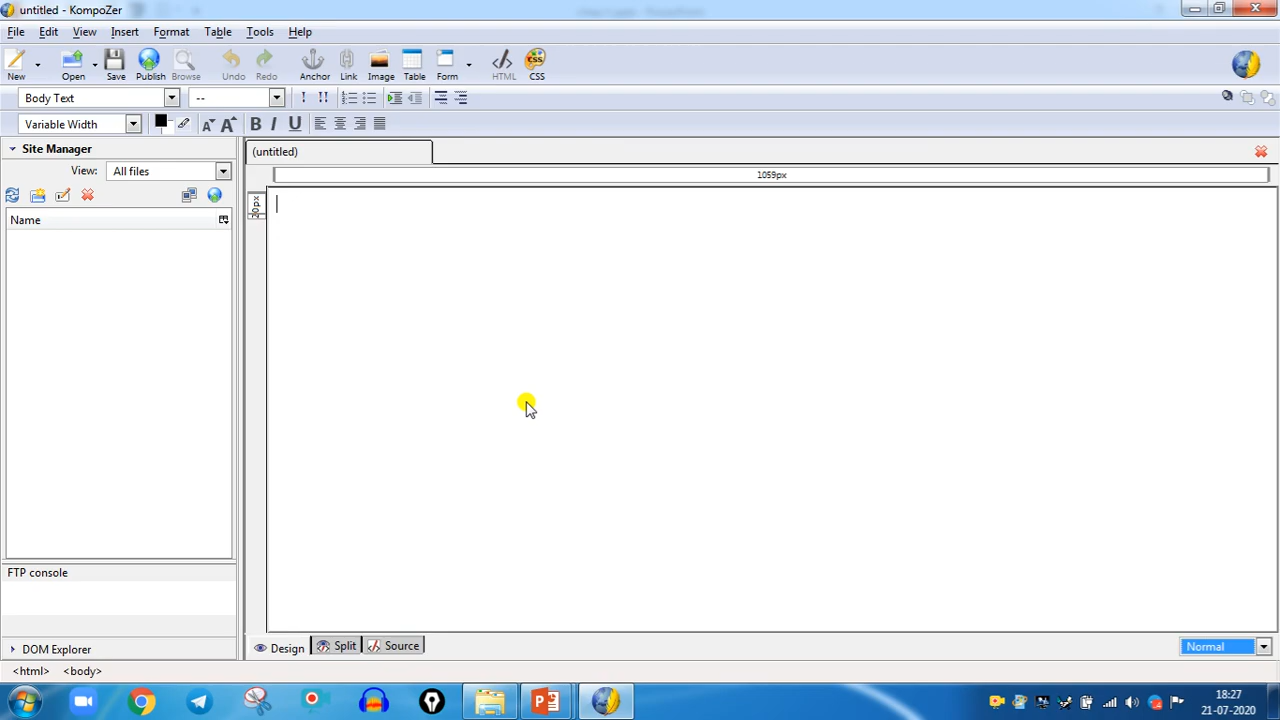 untitled - KompoZer
File Edit View Insert Format Table Tools Help
New Open Save Publish Browse Undo Redo Anchor Link Image Table Form HTML CSS
Body Text --
Variable Width A A B I U
Site Manager
(untitled)
View: All files
1059px
20px
Name
FTP console
DOM Explorer
Design Split Source Normal
<html> <body>
18:27
21-07-2020